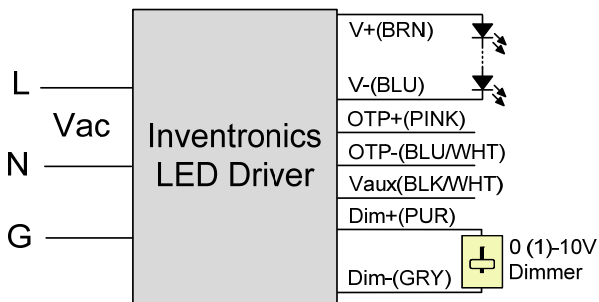 L
Vac
N
G
Inventronics
LED Driver
V+(BRN)
V-(BLU)
OTP+(PINK)
OTP-(BLU/WHT)
Vaux(BLK/WHT)
Dim+(PUR)
Dim-(GRY)
0 (1)-10V
Dimmer